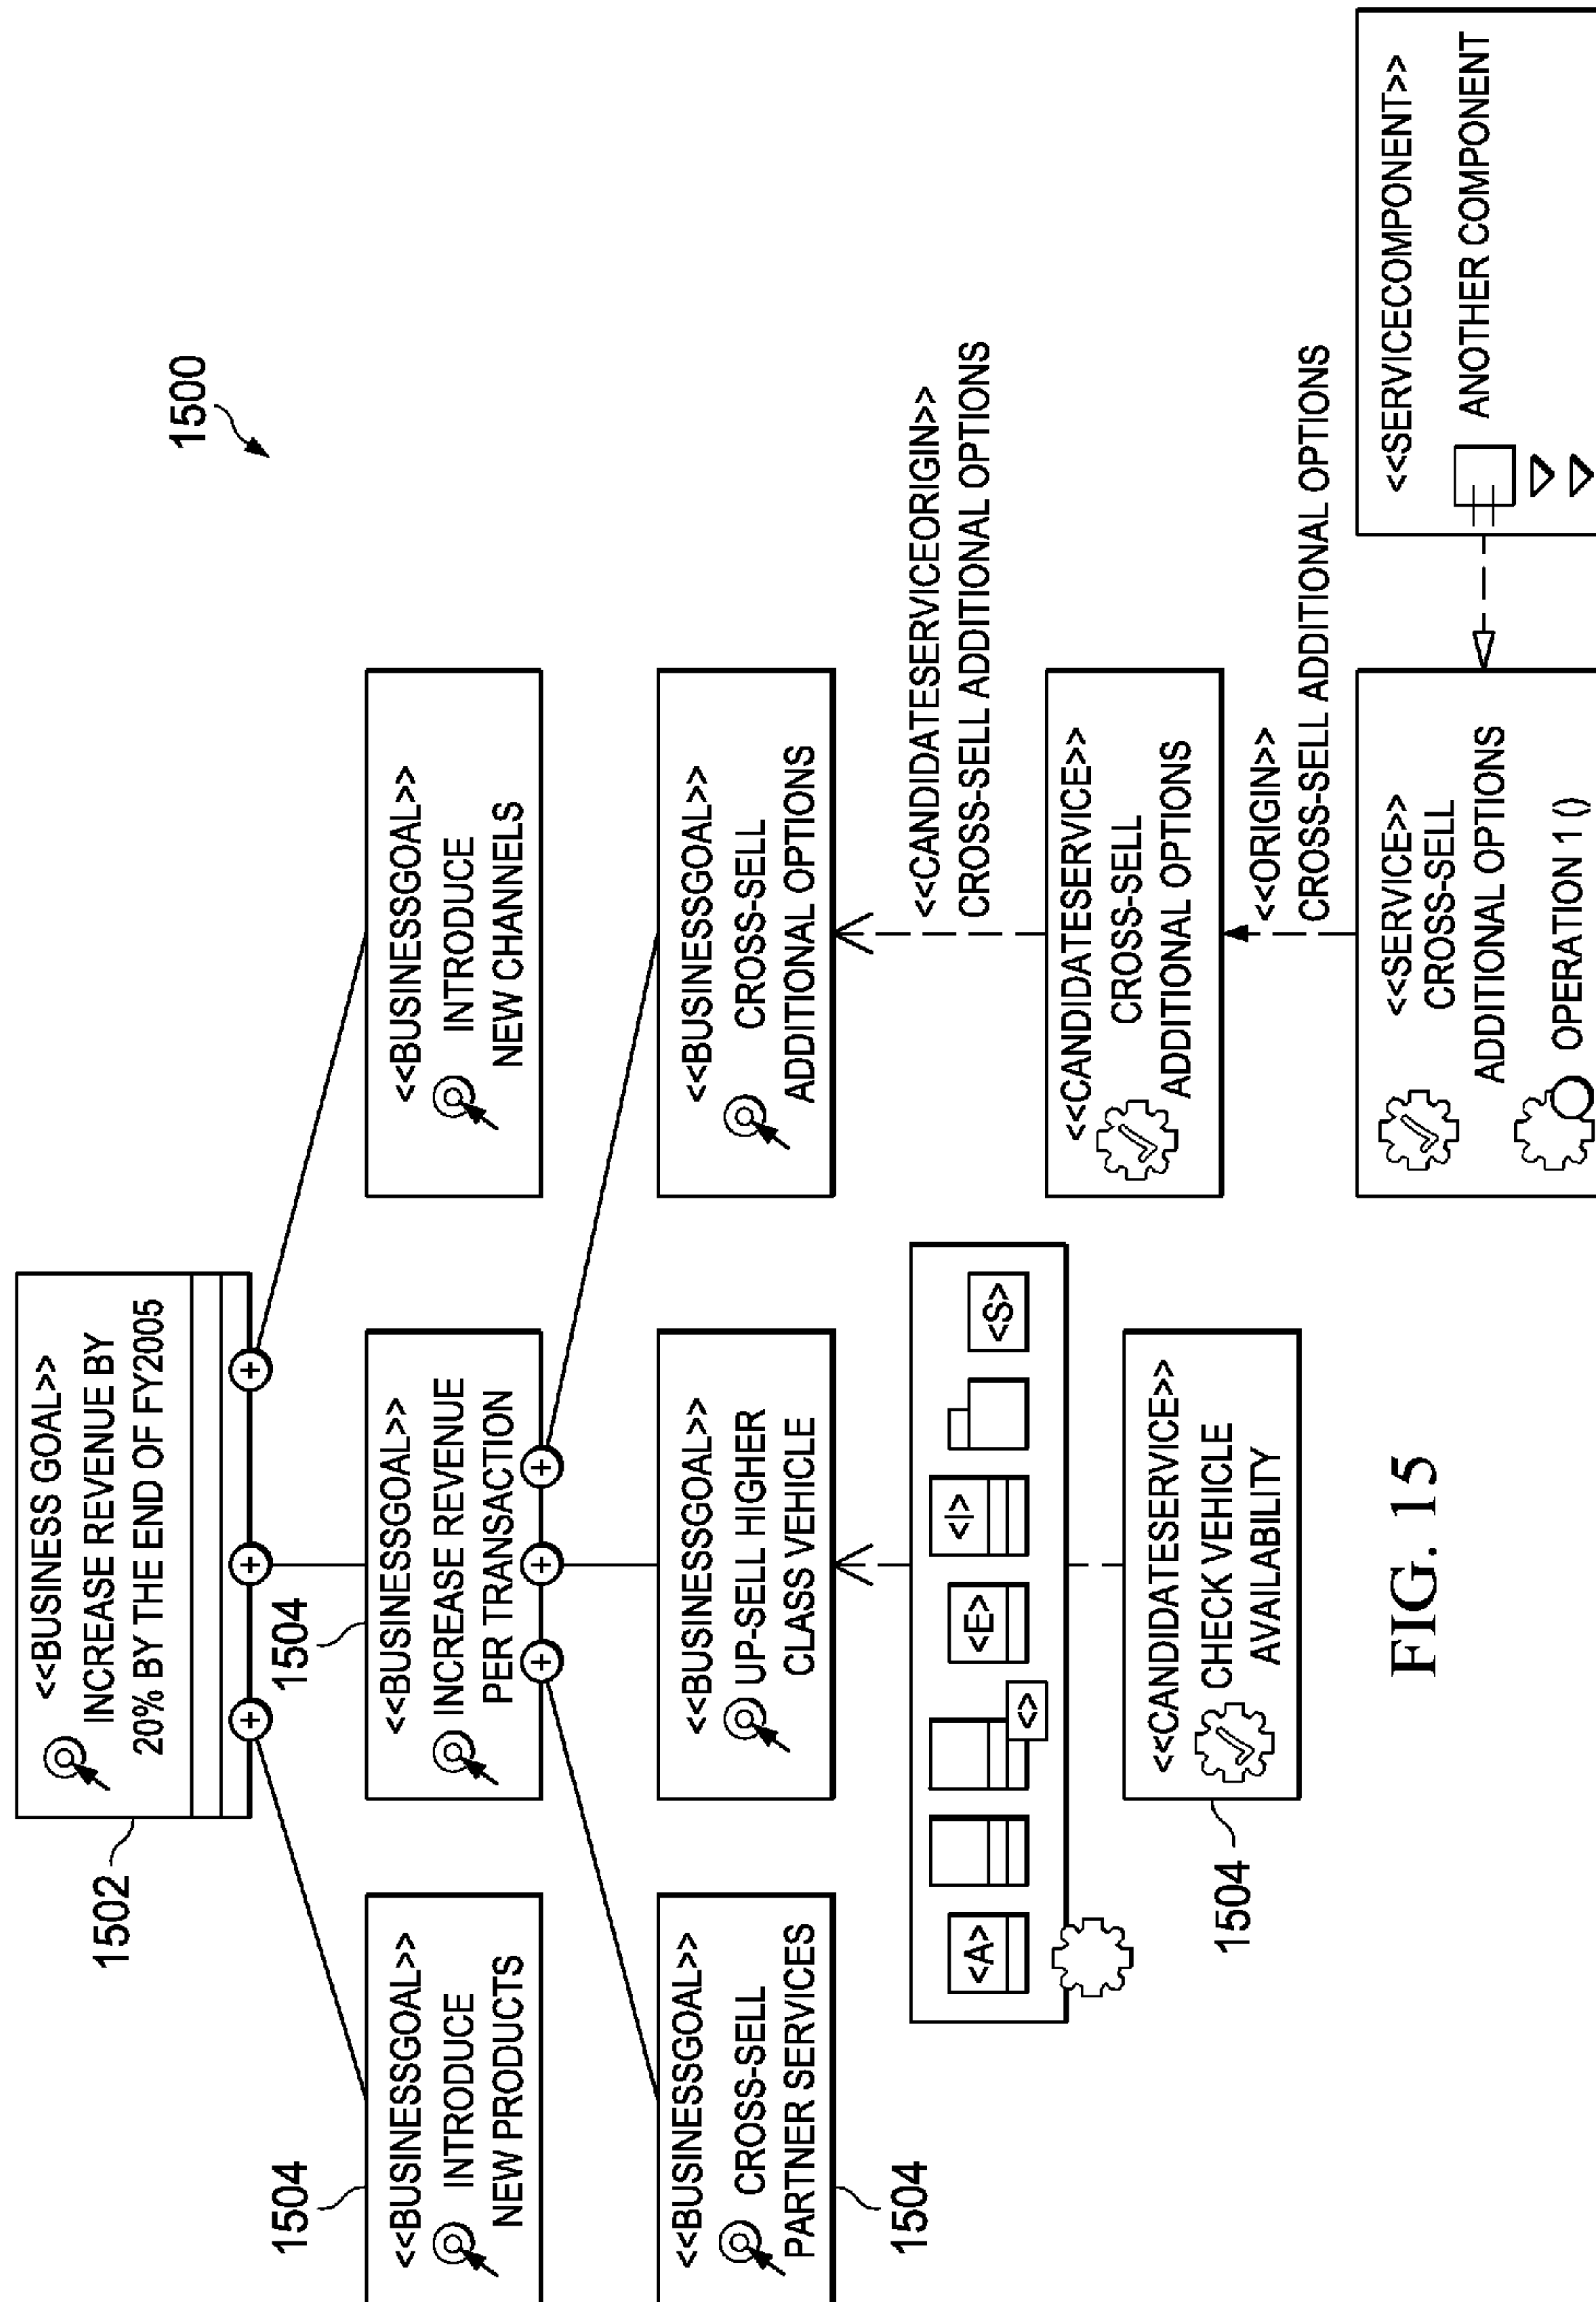 1500
1502
<<BUSINESS GOAL>>
INCREASE REVENUE BY
20% BY THE END OF FY2005
+
+
+
1504
<<BUSINESSGOAL>>
INTRODUCE
NEW PRODUCTS
1504
<<BUSINESSGOAL>>
INCREASE REVENUE
PER TRANSACTION
+
+
+
<<BUSINESSGOAL>>
INTRODUCE
NEW CHANNELS
<<BUSINESSGOAL>>
CROSS-SELL
PARTNER SERVICES
1504
<<BUSINESSGOAL>>
UP-SELL HIGHER
CLASS VEHICLE
<<BUSINESSGOAL>>
CROSS-SELL
ADDITIONAL OPTIONS
<<CANDIDATESERVICEORIGIN>>
CROSS-SELL ADDITIONAL OPTIONS
<A>
<>
<E>
<I>
<S>
<<CANDIDATESERVICE>>
CHECK VEHICLE
AVAILABILITY
1504
<<CANDIDATESERVICE>>
CROSS-SELL
ADDITIONAL OPTIONS
<<ORIGIN>>
CROSS-SELL ADDITIONAL OPTIONS
<<SERVICE>>
CROSS-SELL
ADDITIONAL OPTIONS
OPERATION 1 ()
<<SERVICECOMPONENT>>
ANOTHER COMPONENT
FIG. 15